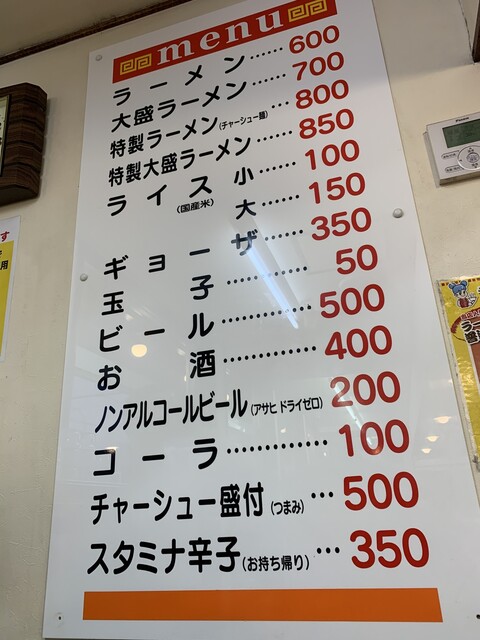 menu
ラーメン……600
大盛ラーメン……700
特製ラーメン(チャーシュー麺)…800
特製大盛ラーメン……850
ライス(国産米)小……100
大……150
ギョーザ……350
玉子…………50
ビール…………500
お酒…………400
ノンアルコールビール(アサヒ ドライゼロ)200
コーラ…………100
チャーシュー盛付(つまみ)…500
スタミナ辛子(お持ち帰り)…350
す
用